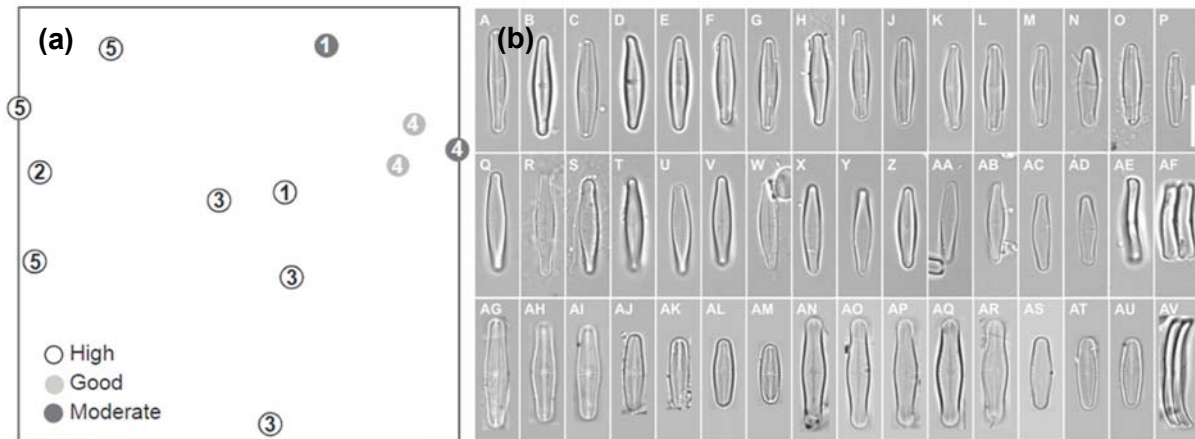 (a)
5
1
5
4
4
4
2
3
1
5
3
3
High
Good
Moderate
(b)
A B C D E F G H I J K L M N O P
Q R S T U V W X Y Z AA AB AC AD AE AF
AG AH AI AJ AK AL AM AN AO AP AQ AR AS AT AU AV